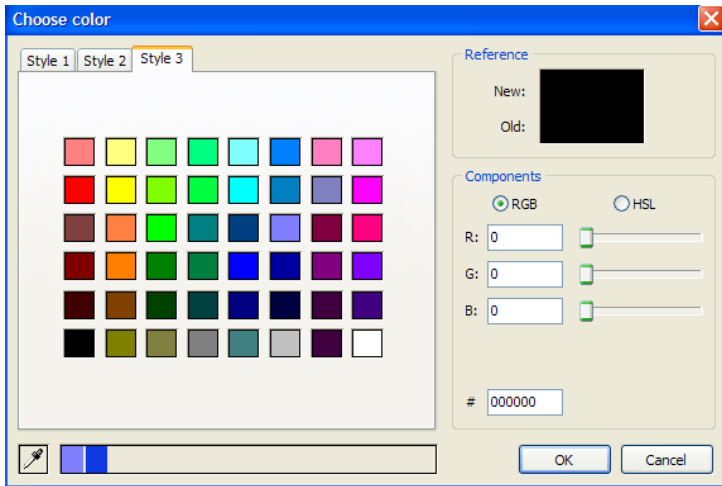 Choose color
Style 1 Style 2 Style 3
Reference
New:
Old:
Components
RGB HSL
R: 0
G: 0
B: 0
# 000000
OK Cancel